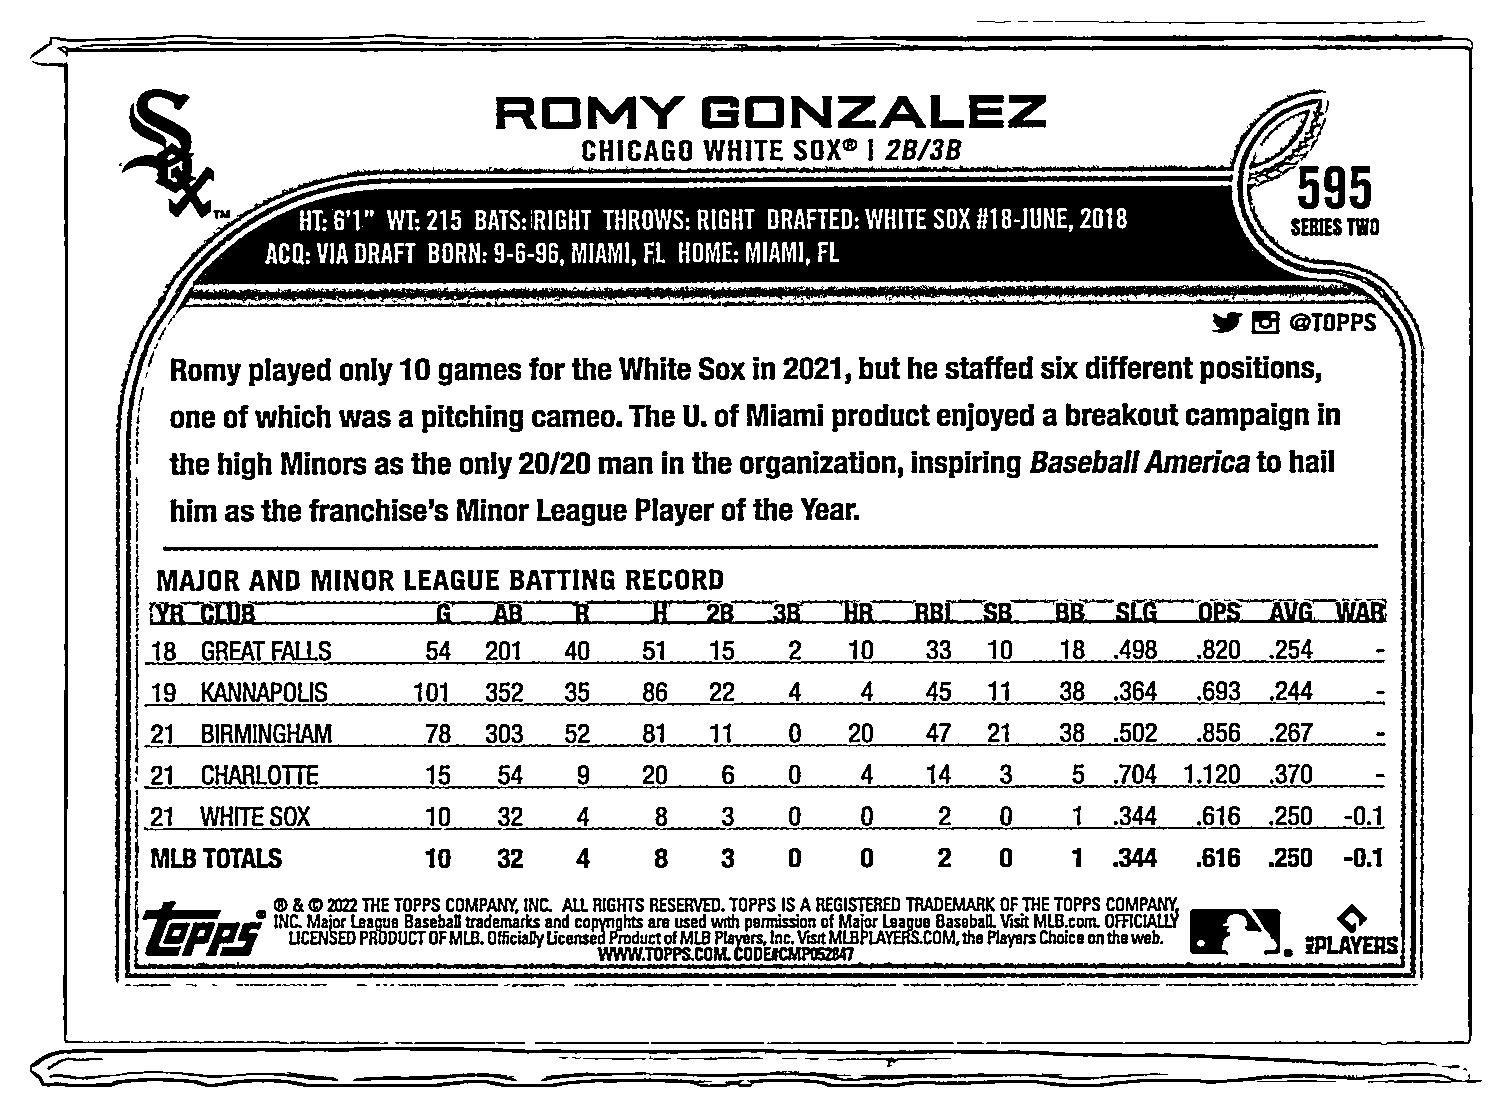 ROMY GONZALEZ
CHICAGO WHITE SOX® | 2B/3B
Sox™
595
SERIES TWO
HT: 6'1" WT: 215 BATS: RIGHT THROWS: RIGHT DRAFTED: WHITE SOX #18-JUNE, 2018
ACQ: VIA DRAFT BORN: 9-6-96, MIAMI, FL HOME: MIAMI, FL
@TOPPS
Romy played only 10 games for the White Sox in 2021, but he staffed six different positions,
one of which was a pitching cameo. The U. of Miami product enjoyed a breakout campaign in
the high Minors as the only 20/20 man in the organization, inspiring Baseball America to hail
him as the franchise's Minor League Player of the Year.
MAJOR AND MINOR LEAGUE BATTING RECORD
YR CLUB G AB R H 2B 3B HR RBI SB BB SLG OPS AVG WAR
18 GREAT FALLS 54 201 40 51 15 2 10 33 10 18 .498 .820 .254 -
19 KANNAPOLIS 101 352 35 86 22 4 4 45 11 38 .364 .693 .244 -
21 BIRMINGHAM 78 303 52 81 11 0 20 47 21 38 .502 .856 .267 -
21 CHARLOTTE 15 54 9 20 6 0 4 14 3 5 .704 1.120 .370 -
21 WHITE SOX 10 32 4 8 3 0 0 2 0 1 .344 .616 .250 -0.1
MLB TOTALS 10 32 4 8 3 0 0 2 0 1 .344 .616 .250 -0.1
topps®
® & © 2022 THE TOPPS COMPANY, INC. ALL RIGHTS RESERVED. TOPPS IS A REGISTERED TRADEMARK OF THE TOPPS COMPANY,
INC. Major League Baseball trademarks and copyrights are used with permission of Major League Baseball. Visit MLB.com. OFFICIALLY
LICENSED PRODUCT OF MLB. Officially Licensed Product of MLB Players, Inc. Visit MLBPLAYERS.COM, the Players Choice on the web.
WWW.TOPPS.COM. CODE#CMP052847
MLB PLAYERS